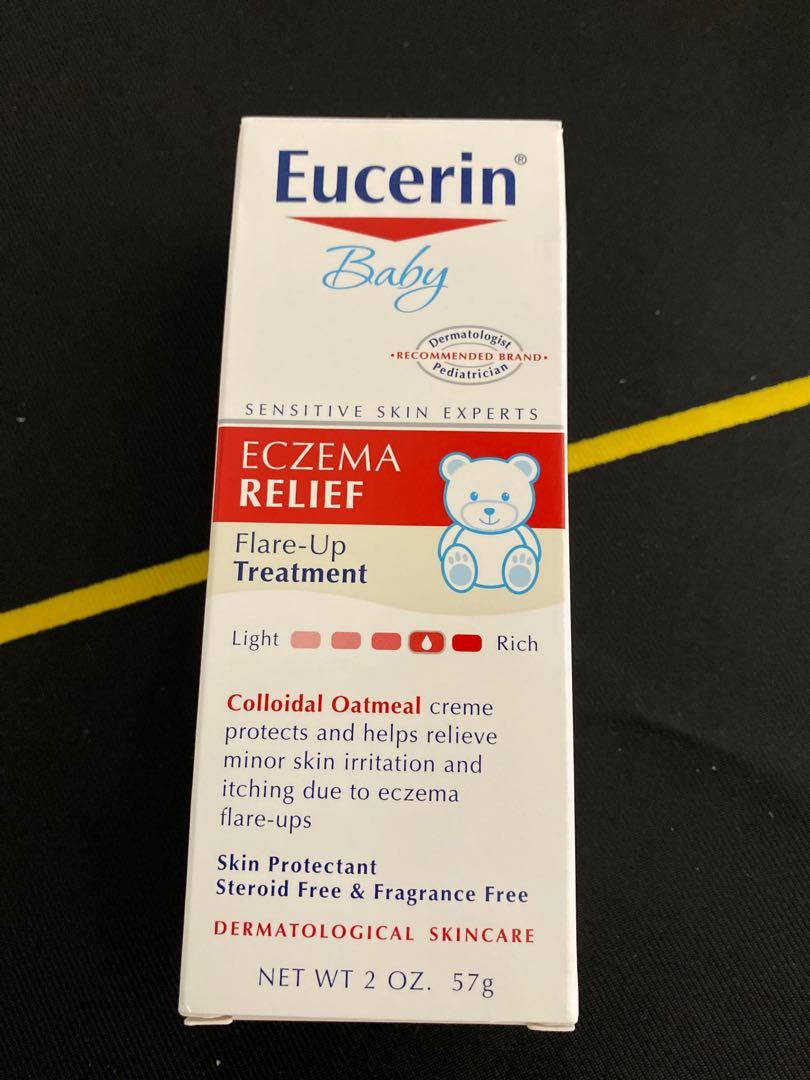 Eucerin®
Baby
Dermatologist
•RECOMMENDED BRAND•
Pediatrician
SENSITIVE SKIN EXPERTS
ECZEMA
RELIEF
Flare-Up
Treatment
Light Rich
Colloidal Oatmeal creme
protects and helps relieve
minor skin irritation and
itching due to eczema
flare-ups
Skin Protectant
Steroid Free & Fragrance Free
DERMATOLOGICAL SKINCARE
NET WT 2 OZ. 57g